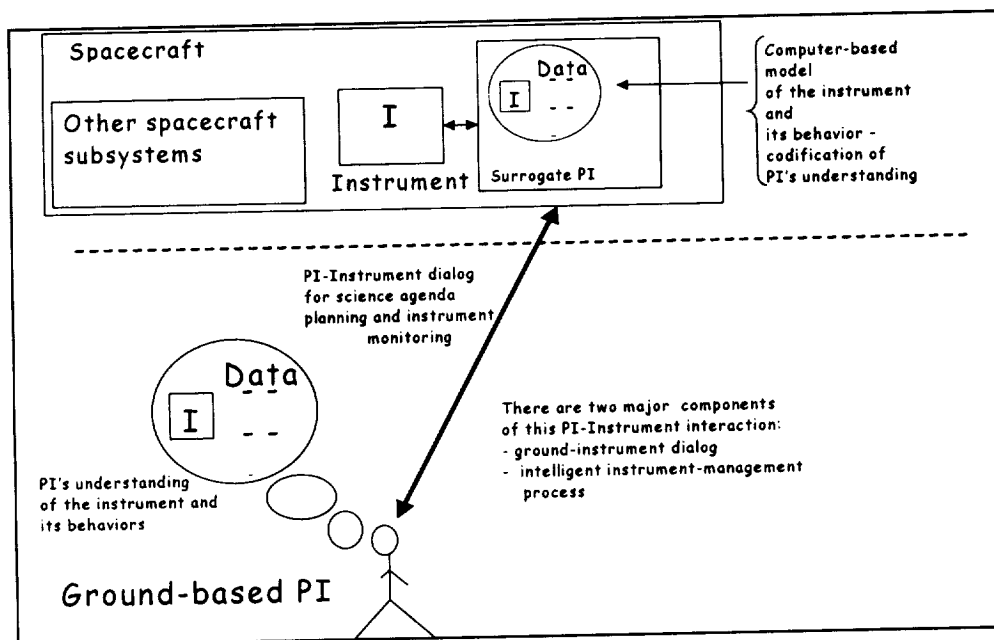 Spacecraft
Other spacecraft
subsystems
I
Instrument
Data
I
Surrogate PI
Computer-based
model
of the instrument
and
its behavior -
codification of
PI's understanding
PI-Instrument dialog
for science agenda
planning and instrument
monitoring
Data
I
PI's understanding
of the instrument and
its behaviors
There are two major components
of this PI-Instrument interaction:
- ground-instrument dialog
- intelligent instrument-management
process
Ground-based PI